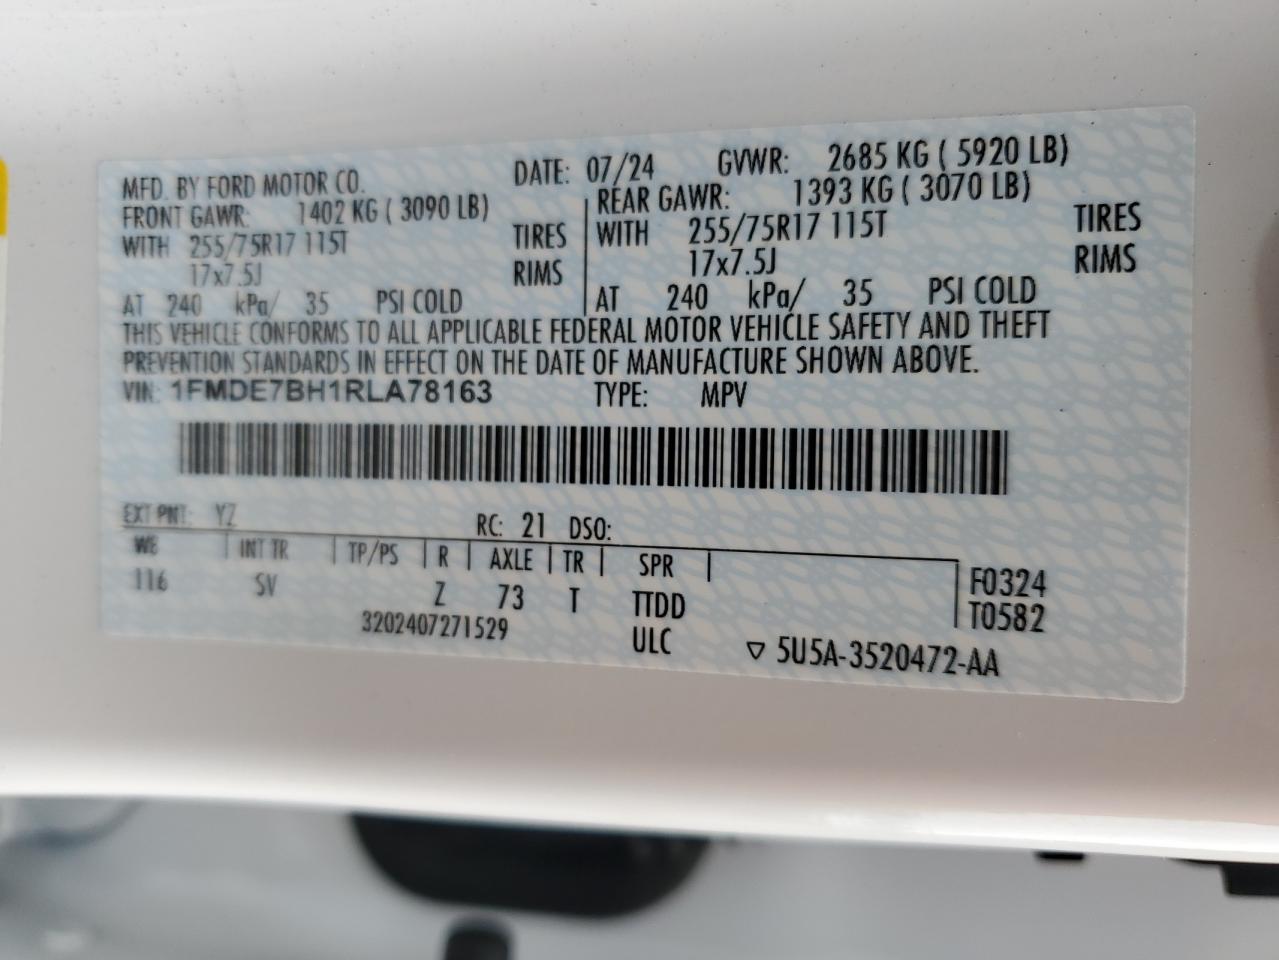 MFD. BY FORD MOTOR CO. DATE: 07/24 GVWR: 2685 KG ( 5920 LB)
FRONT GAWR: 1402 KG ( 3090 LB) REAR GAWR: 1393 KG ( 3070 LB)
WITH 255/75R17 115T TIRES WITH 255/75R17 115T TIRES
17x7.5J RIMS 17x7.5J RIMS
AT 240 kPa/ 35 PSI COLD AT 240 kPa/ 35 PSI COLD
THIS VEHICLE CONFORMS TO ALL APPLICABLE FEDERAL MOTOR VEHICLE SAFETY AND THEFT
PREVENTION STANDARDS IN EFFECT ON THE DATE OF MANUFACTURE SHOWN ABOVE.
VIN: 1FMDE7BH1RLA78163 TYPE: MPV
EXT PNT: YZ RC: 21 DSO:
WB INT TR TP/PS R AXLE TR SPR F0324
116 SV Z 73 T TTDD T0582
3202407271529 ULC ▽ 5U5A-3520472-AA